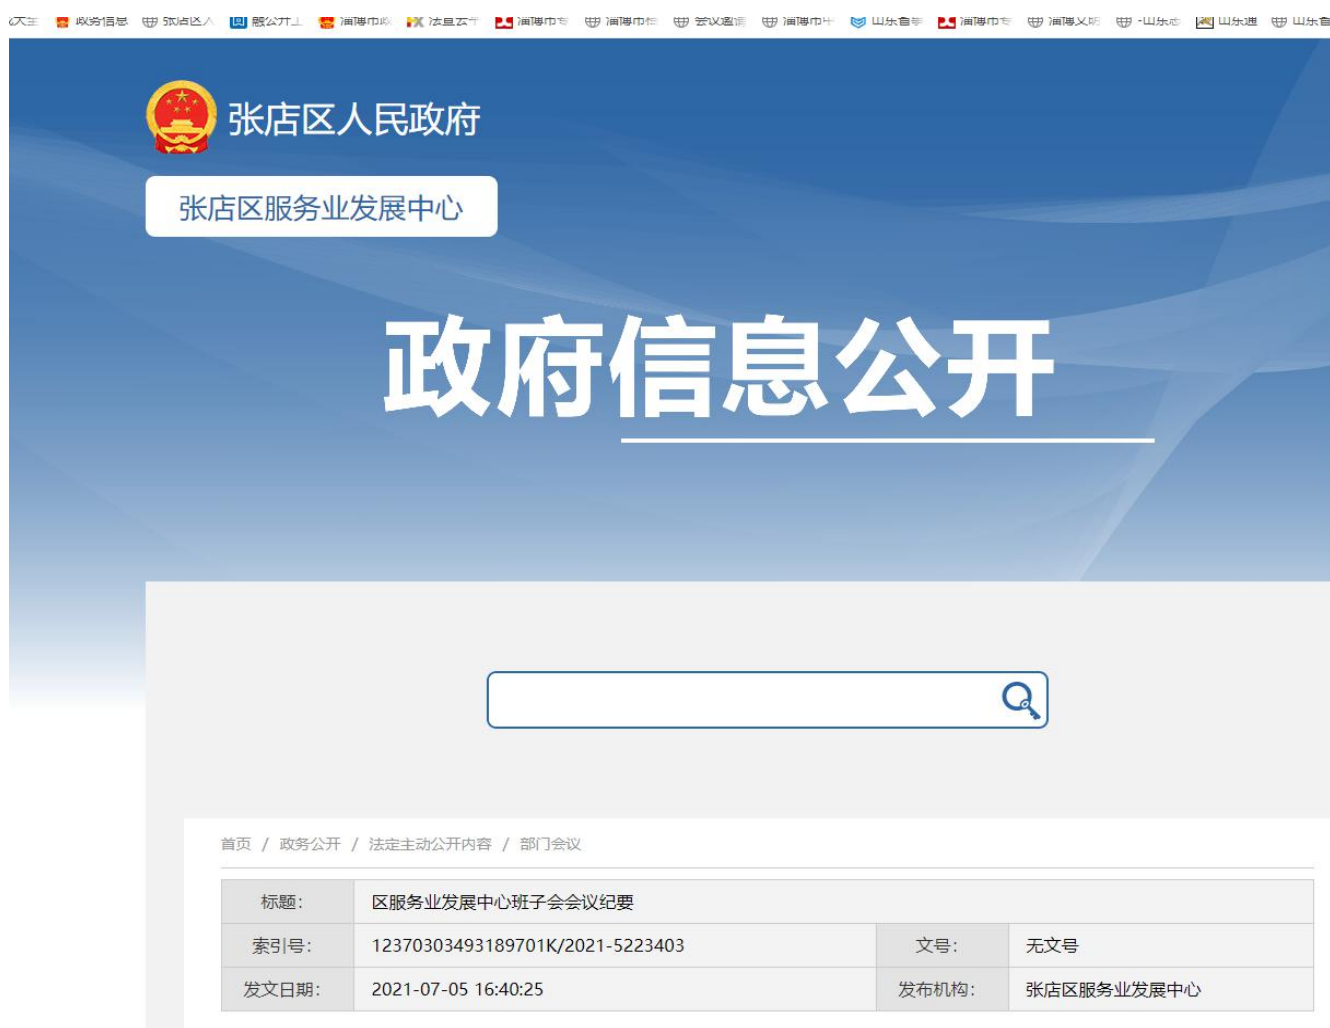 政务信息
张店区人民政府
张店区服务业发展中心
政府信息公开
首页 / 政务公开 / 法定主动公开内容 / 部门会议
标题： 区服务业发展中心班子会会议纪要
索引号： 12370303493189701K/2021-5223403 文号： 无文号
发文日期： 2021-07-05 16:40:25 发布机构： 张店区服务业发展中心